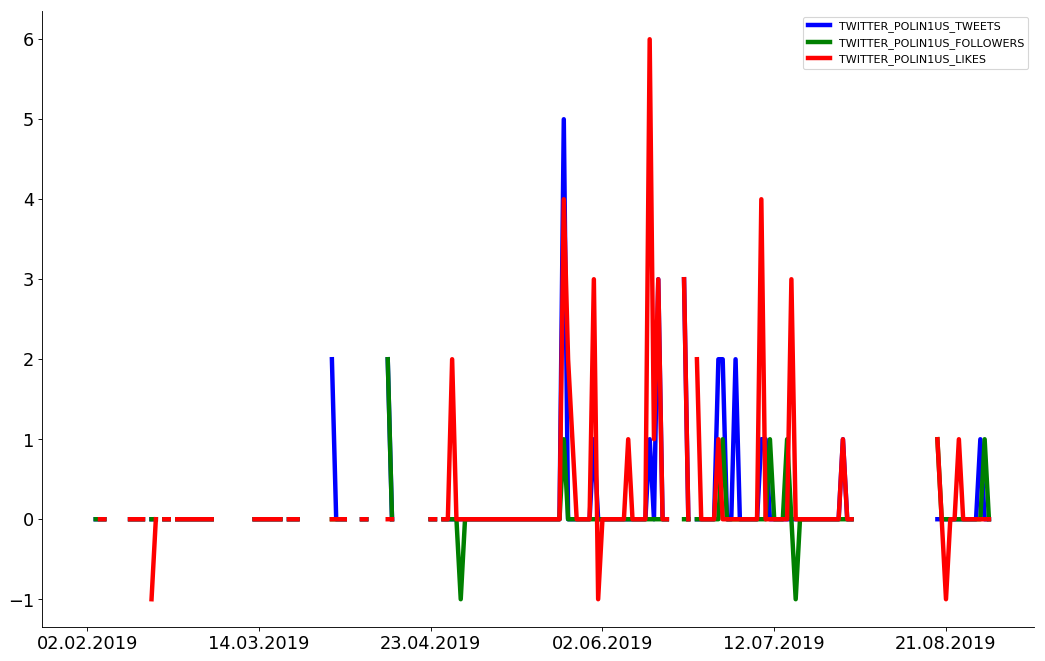 TWITTER_POLIN1US_TWEETS
TWITTER_POLIN1US_FOLLOWERS
TWITTER_POLIN1US_LIKES
6
5
4
3
2
1
0
−1
02.02.2019 14.03.2019 23.04.2019 02.06.2019 12.07.2019 21.08.2019